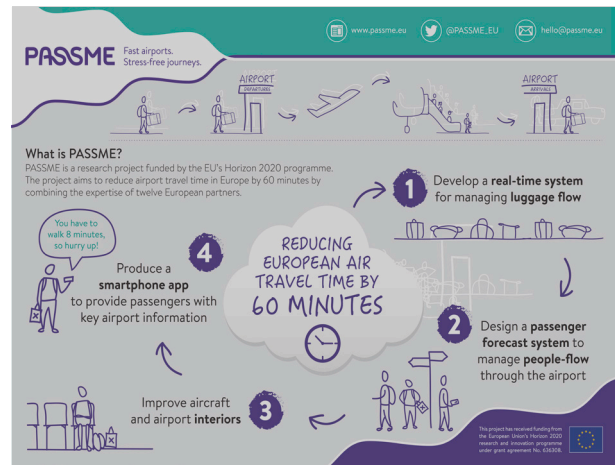 www.passme.eu
@PASSME_EU
hello@passme.eu
PASSME
Fast airports.
Stress-free journeys.
AIRPORT
DEPARTURES
AIRPORT
ARRIVALS
What is PASSME?
PASSME is a research project funded by the EU's Horizon 2020 programme.
The project aims to reduce airport travel time in Europe by 60 minutes by
combining the expertise of twelve European partners.
1
Develop a real-time system
for managing luggage flow
You have to
walk 8 minutes,
so hurry up!
4
Produce a
smartphone app
to provide passengers with
key airport information
REDUCING
EUROPEAN AIR
TRAVEL TIME BY
60 MINUTES
2
Design a passenger
forecast system to
manage people-flow
through the airport
Improve aircraft
and airport interiors
3
This project has received funding from
the European Union's Horizon 2020
research and innovation programme
under grant agreement No. 636308.